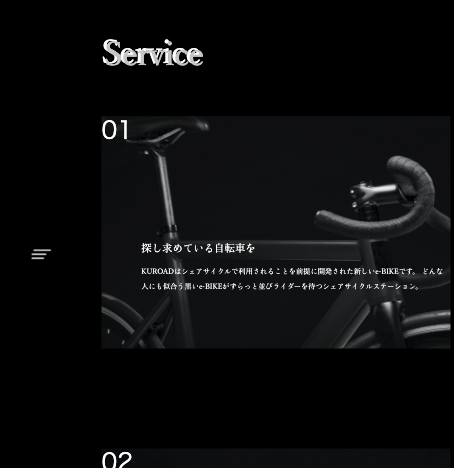 Service
01
探し求めている自転車を
KUROADはシェアサイクルで利用されることを前提に開発された新しいe-BIKEです。 どんな
人にも似合う黒いe-BIKEがずらっと並びライダーを待つシェアサイクルステーション。
02